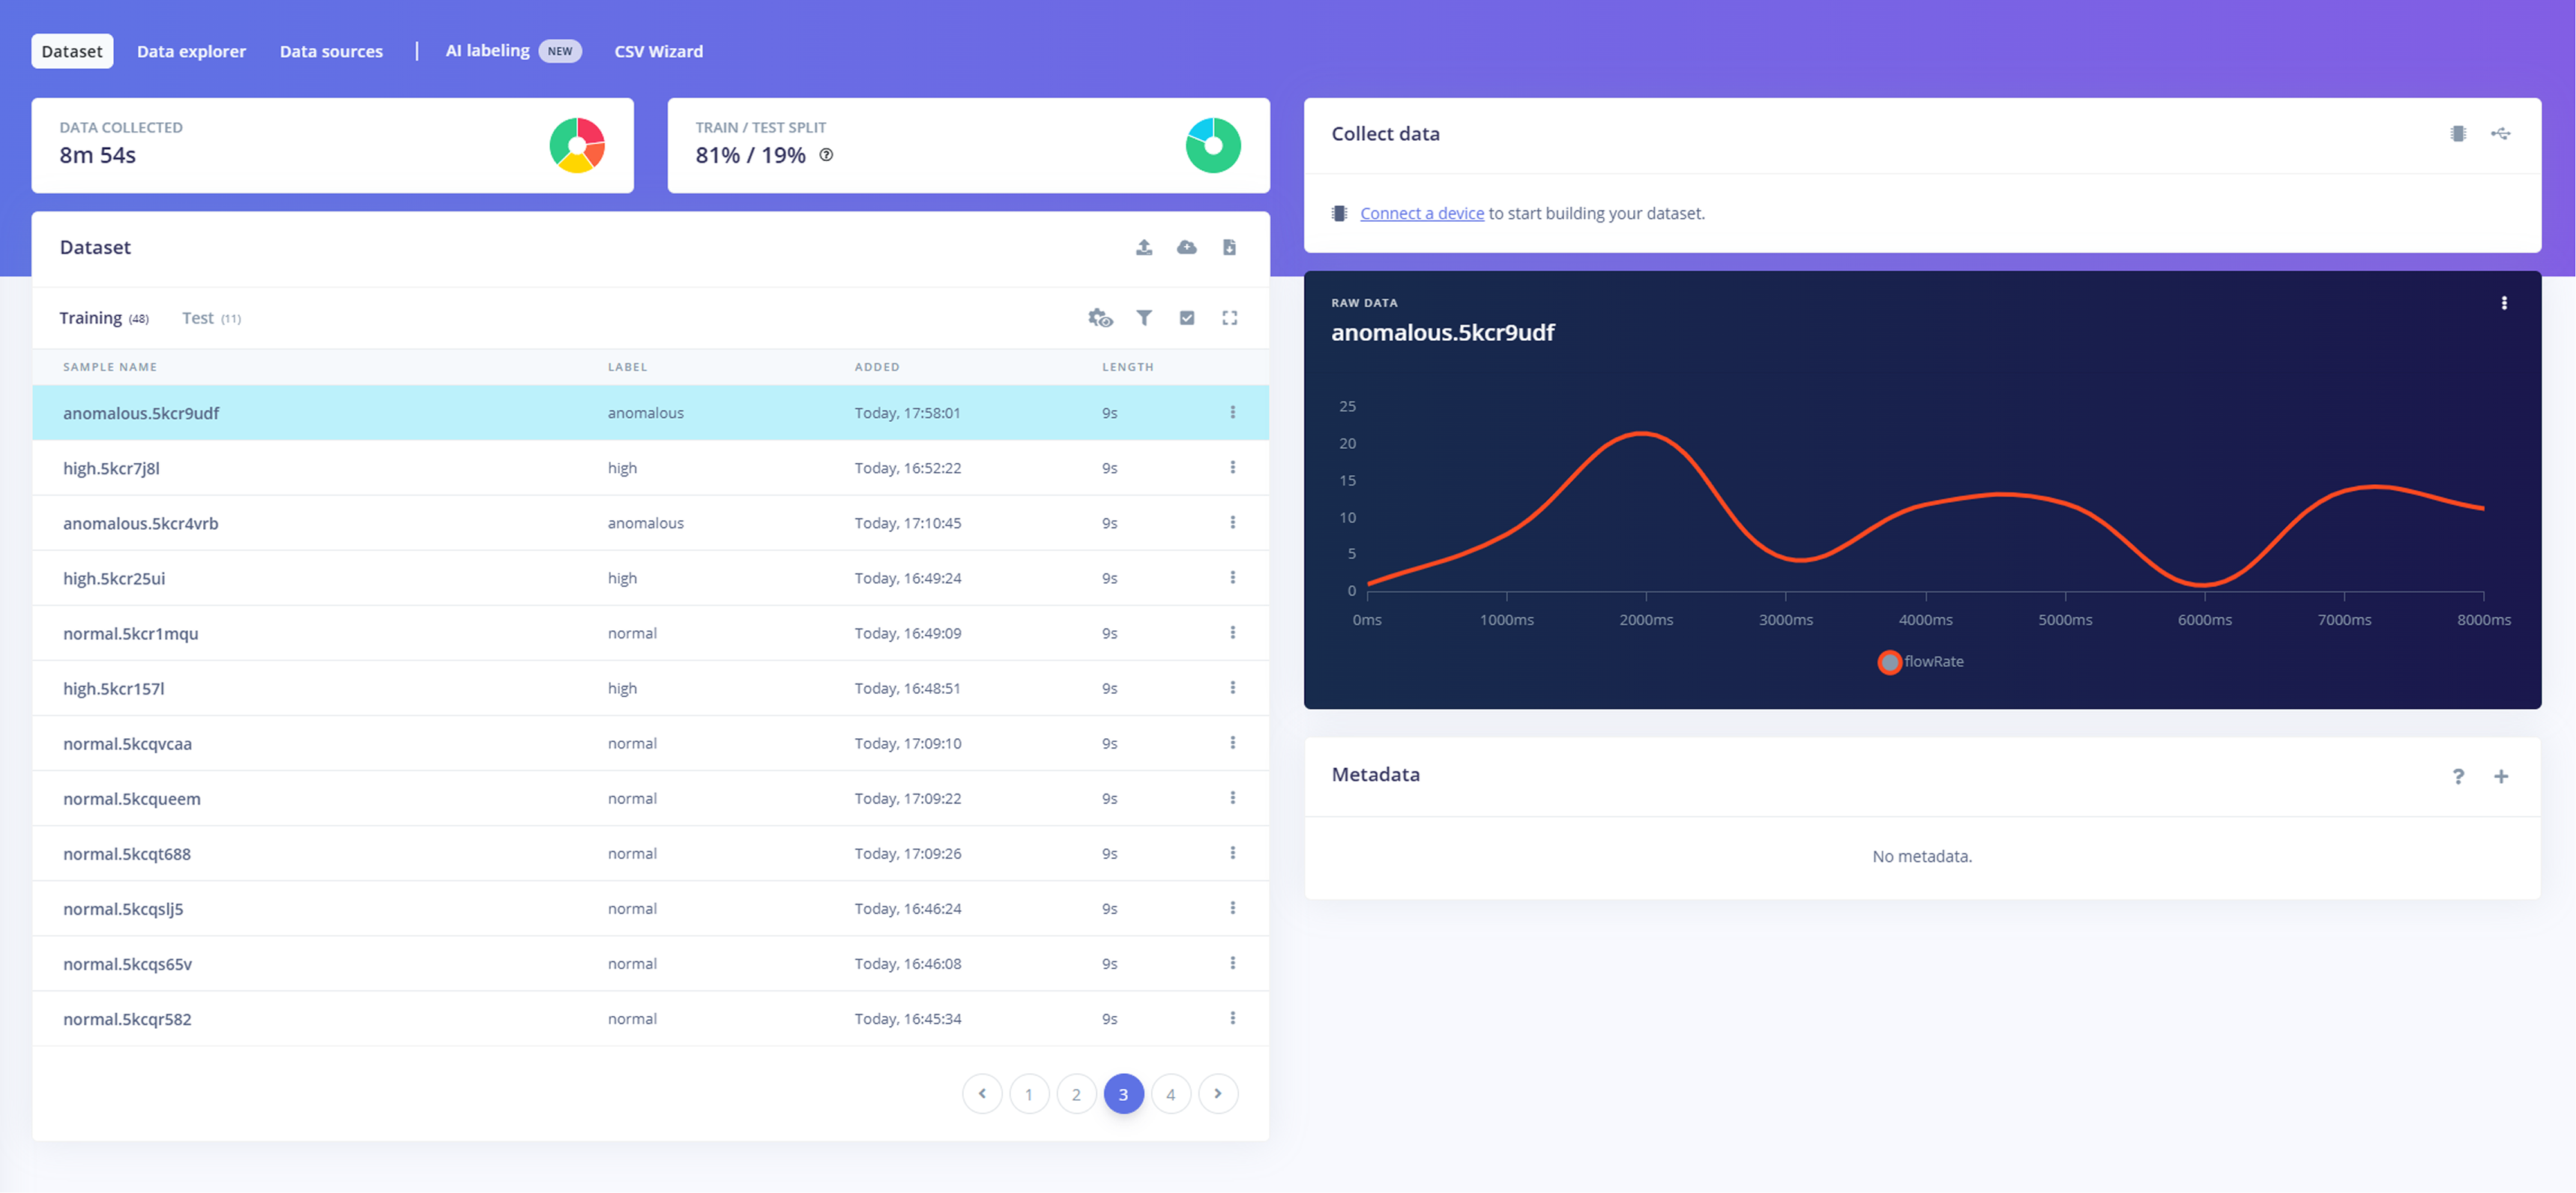 Dataset Data explorer Data sources | AI labeling NEW CSV Wizard
DATA COLLECTED
8m 54s
TRAIN / TEST SPLIT
81% / 19%
Dataset
Training (48) Test (11)
SAMPLE NAME LABEL ADDED LENGTH
anomalous.5kcr9udf anomalous Today, 17:58:01 9s
high.5kcr7j8l high Today, 16:52:22 9s
anomalous.5kcr4vrb anomalous Today, 17:10:45 9s
high.5kcr25ui high Today, 16:49:24 9s
normal.5kcr1mqu normal Today, 16:49:09 9s
high.5kcr157l high Today, 16:48:51 9s
normal.5kcqvcaa normal Today, 17:09:10 9s
normal.5kcqueem normal Today, 17:09:22 9s
normal.5kcqt688 normal Today, 17:09:26 9s
normal.5kcqslj5 normal Today, 16:46:24 9s
normal.5kcqs65v normal Today, 16:46:08 9s
normal.5kcqr582 normal Today, 16:45:34 9s
1 2 3 4
Collect data
Connect a device to start building your dataset.
RAW DATA
anomalous.5kcr9udf
25
20
15
10
5
0
0ms 1000ms 2000ms 3000ms 4000ms 5000ms 6000ms 7000ms 8000ms
flowRate
Metadata
?
+
No metadata.